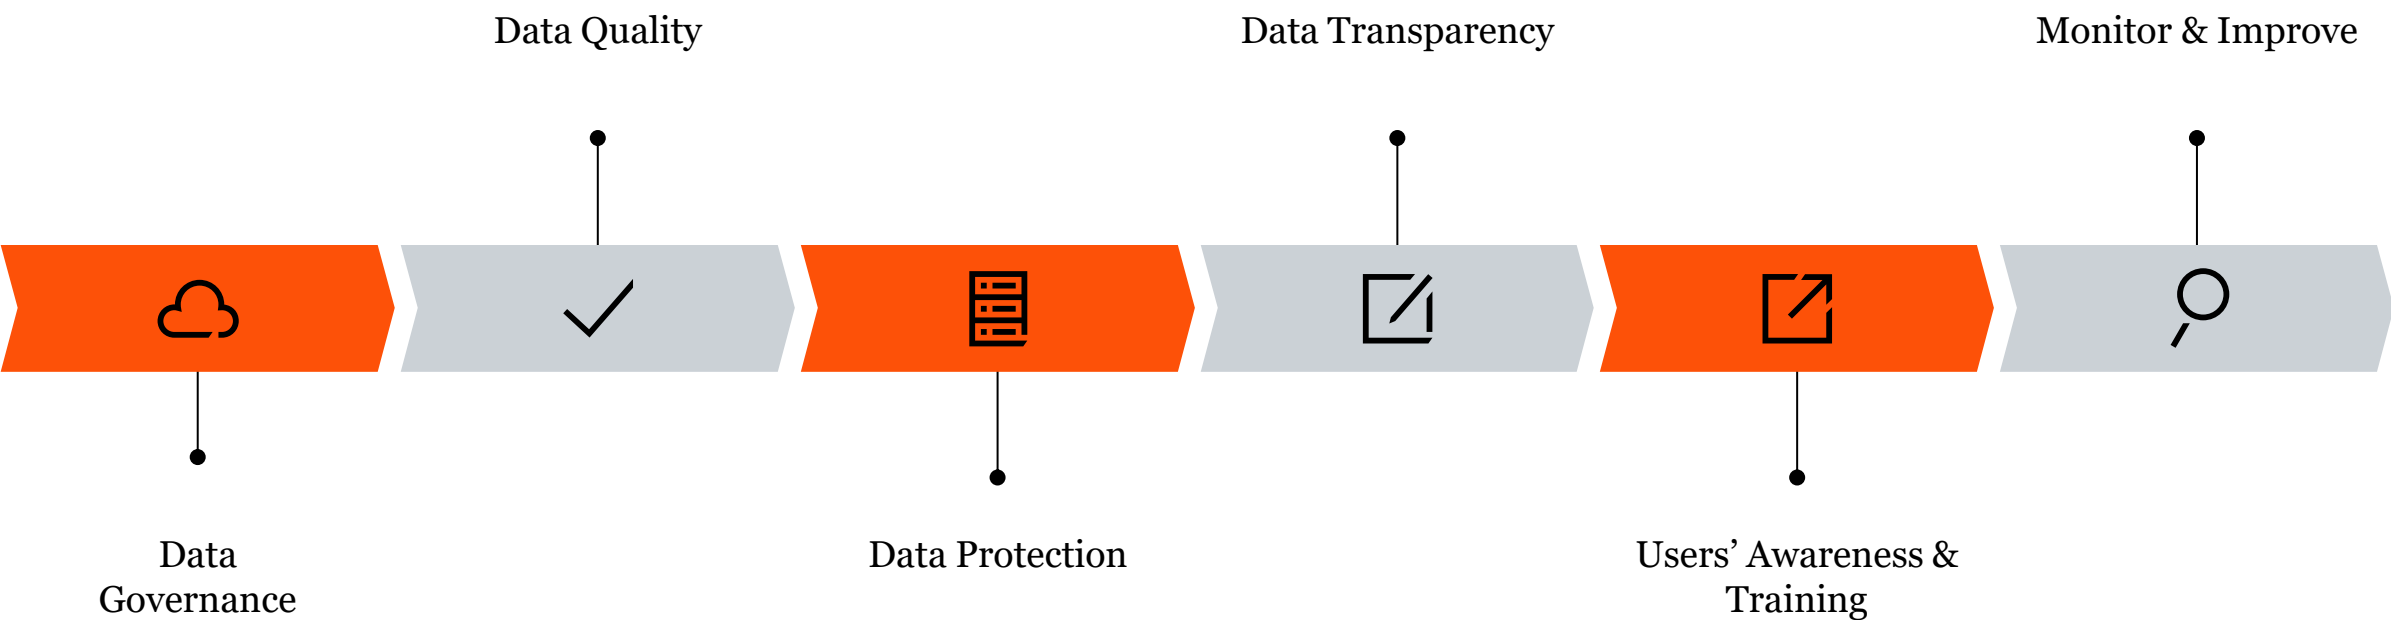 Data Quality
Data Transparency
Monitor & Improve
Data
Governance
Data Protection
Users’ Awareness &
Training